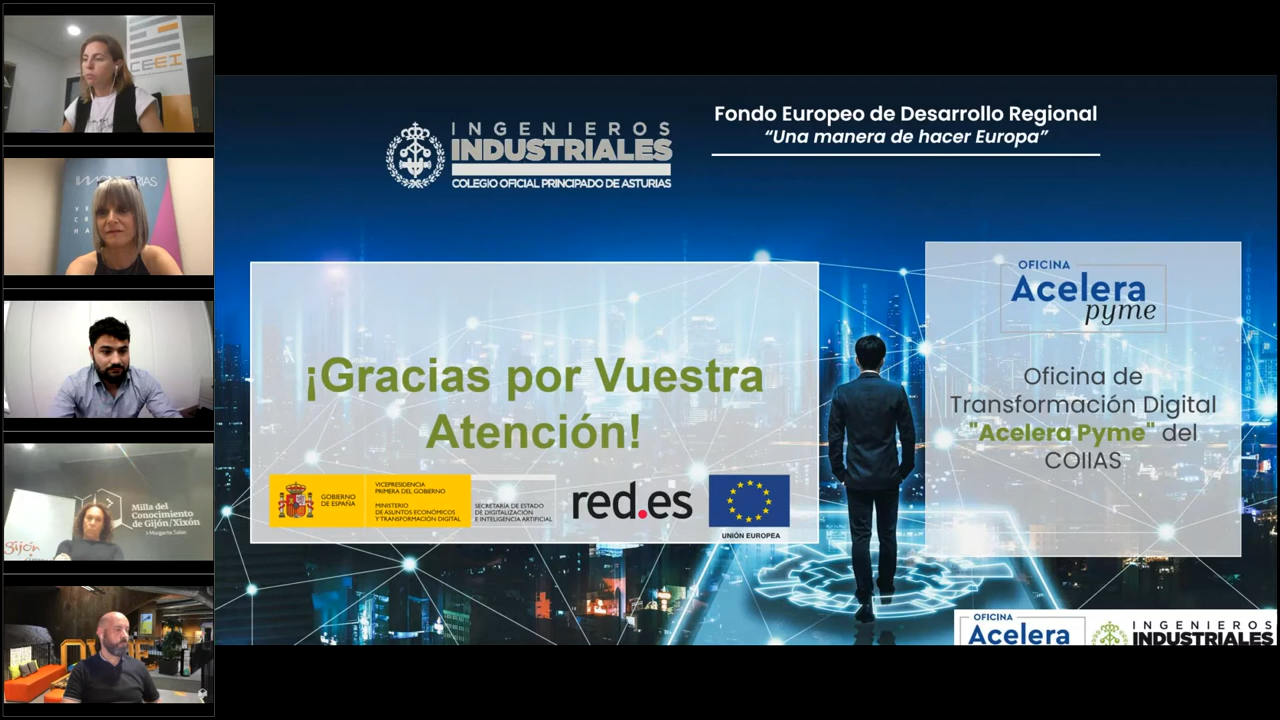 CEEI
Milla del
Conocimiento
de Gijón/Xixón
>Margarita Salas
gijón
INGENIEROS
INDUSTRIALES
COLEGIO OFICIAL PRINCIPADO DE ASTURIAS
Fondo Europeo de Desarrollo Regional
“Una manera de hacer Europa”
¡Gracias por Vuestra
Atención!
GOBIERNO
DE ESPAÑA
VICEPRESIDENCIA
PRIMERA DEL GOBIERNO
MINISTERIO
DE ASUNTOS ECONÓMICOS
Y TRANSFORMACIÓN DIGITAL
SECRETARÍA DE ESTADO
DE DIGITALIZACIÓN
E INTELIGENCIA ARTIFICIAL
red.es
UNIÓN EUROPEA
OFICINA
Acelera
pyme
Oficina de
Transformación Digital
"Acelera Pyme" del
COIIAS
OFICINA
Acelera
INGENIEROS
INDUSTRIALES